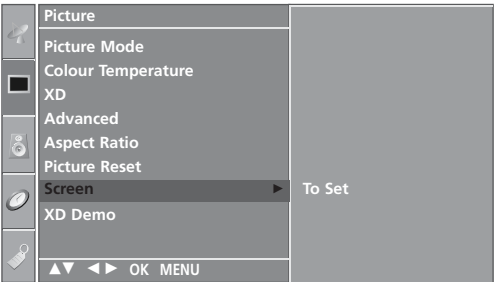 Picture
Picture Mode
Colour Temperature
XD
Advanced
Aspect Ratio
Picture Reset
Screen ► To Set
XD Demo
▲▼ ◄► OK MENU